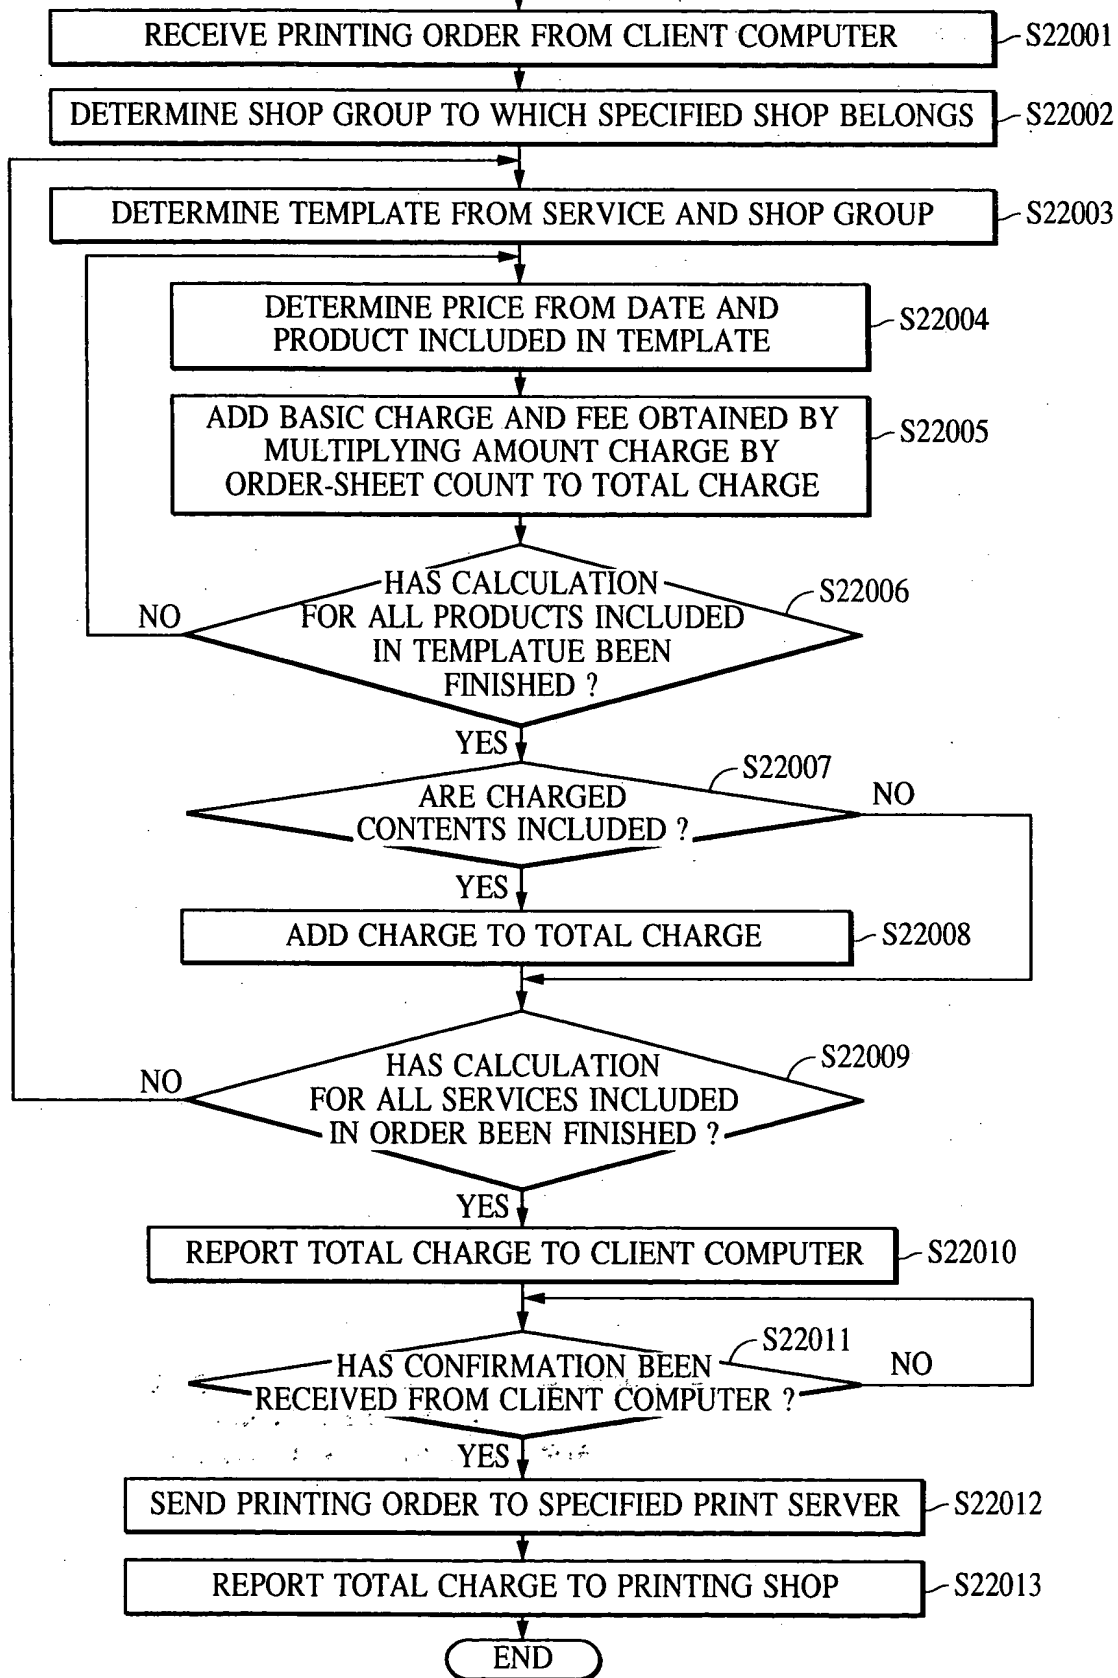 RECEIVE PRINTING ORDER FROM CLIENT COMPUTER
S22001
DETERMINE SHOP GROUP TO WHICH SPECIFIED SHOP BELONGS
S22002
DETERMINE TEMPLATE FROM SERVICE AND SHOP GROUP
S22003
DETERMINE PRICE FROM DATE AND
PRODUCT INCLUDED IN TEMPLATE
S22004
ADD BASIC CHARGE AND FEE OBTAINED BY
MULTIPLYING AMOUNT CHARGE BY
ORDER-SHEET COUNT TO TOTAL CHARGE
S22005
HAS CALCULATION
FOR ALL PRODUCTS INCLUDED
IN TEMPLATUE BEEN
FINISHED ?
S22006
NO
YES
ARE CHARGED
CONTENTS INCLUDED ?
S22007
NO
YES
ADD CHARGE TO TOTAL CHARGE
S22008
HAS CALCULATION
FOR ALL SERVICES INCLUDED
IN ORDER BEEN FINISHED ?
S22009
NO
YES
REPORT TOTAL CHARGE TO CLIENT COMPUTER
S22010
HAS CONFIRMATION BEEN
RECEIVED FROM CLIENT COMPUTER ?
S22011
NO
YES
SEND PRINTING ORDER TO SPECIFIED PRINT SERVER
S22012
REPORT TOTAL CHARGE TO PRINTING SHOP
S22013
END